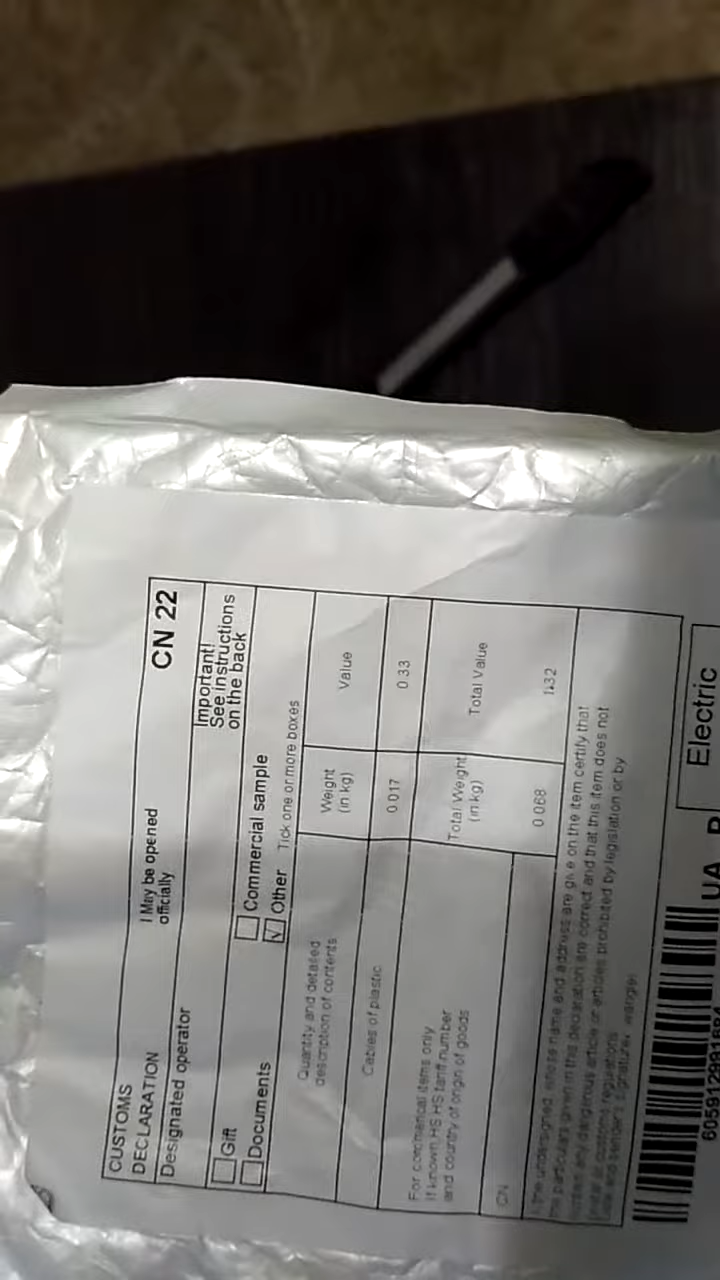 CUSTOMS
DECLARATION
I May be opened
officially
CN 22
Designated operator
Important!
See instructions
on the back
Gift
Commercial sample
Documents
√ Other
Tick one or more boxes
Quantity and detailed
description of contents
Weight
(in kg)
Value
Cables of plastic
0.017
0.33
For commerical items only
If known HS HS tariff number
and country of origin of goods
Total Weight
(in kg)
Total Value
CN
0.068
1.32
I, the undersigned, whose name and address are give on the item certify that
the particulars given in this declaration are correct and that this item does not
contain any dangerous article or articles prohibited by legislation or by
postal or customs regulations
Date and sender's signature:
Electric
UA